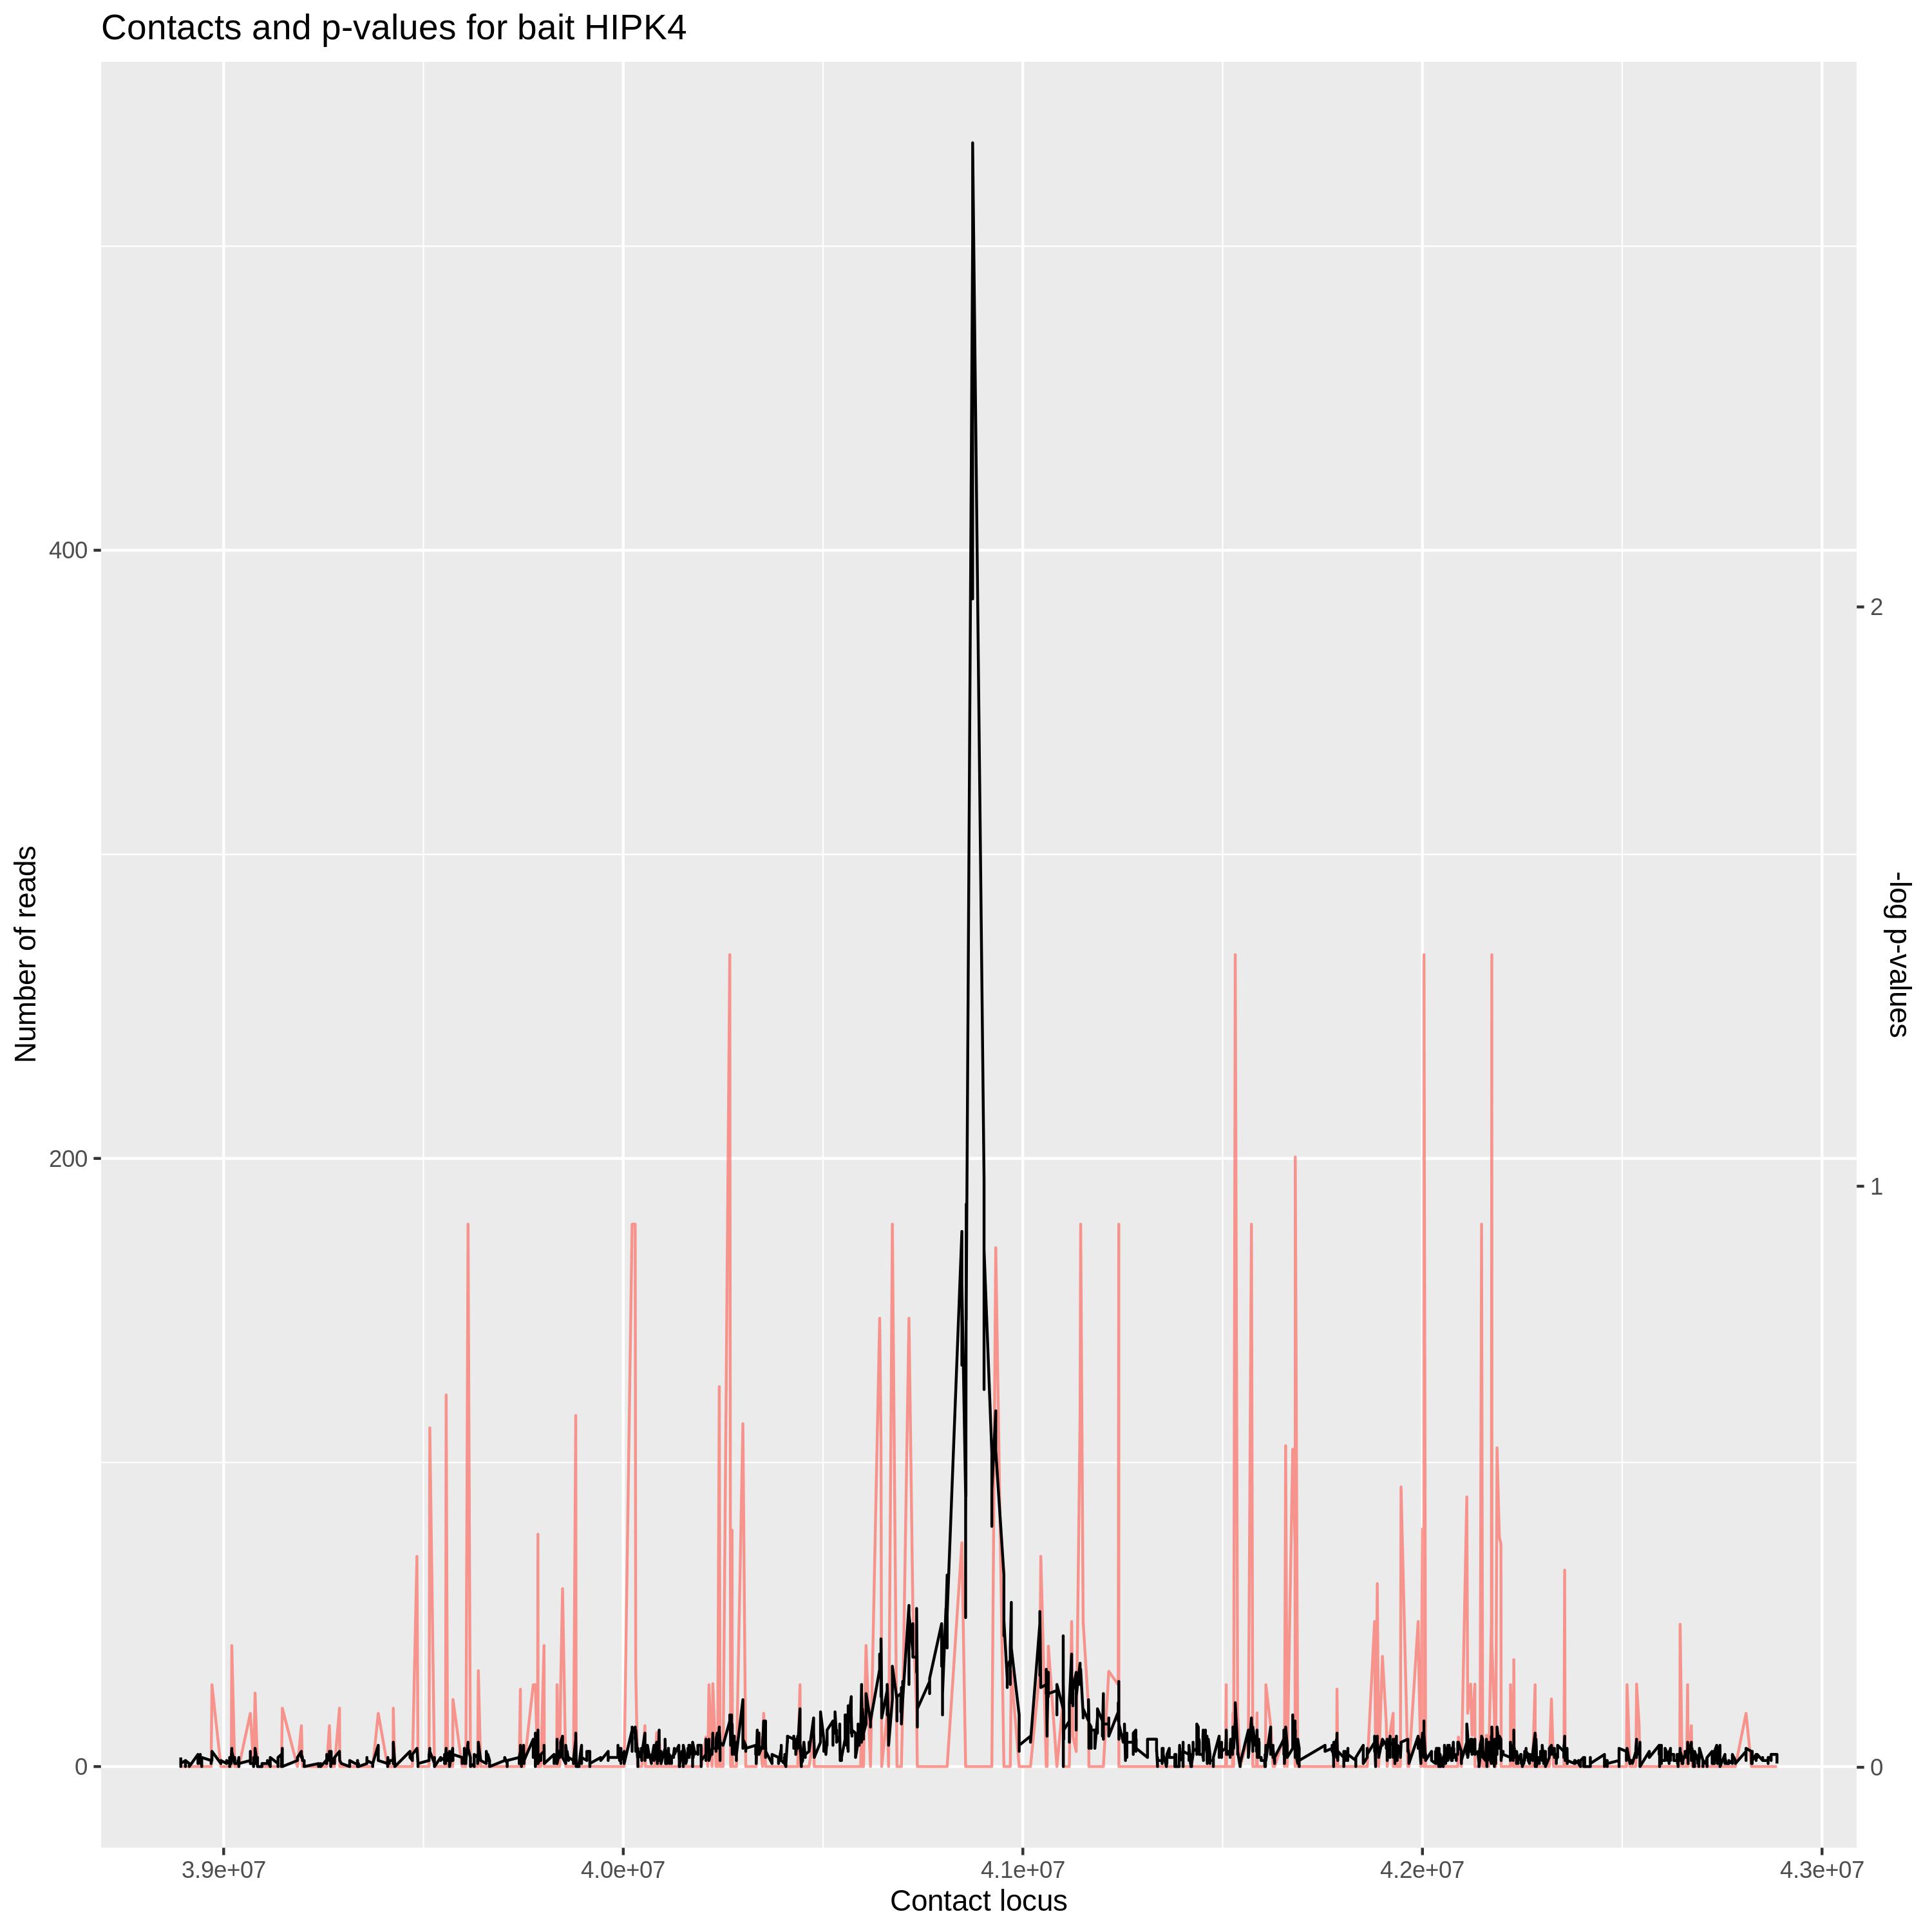 Contacts and p-values for bait HIPK4
Number of reads
400
200
0
2
1
0
-log p-values
3.9e+07 4.0e+07 4.1e+07 4.2e+07 4.3e+07
Contact locus